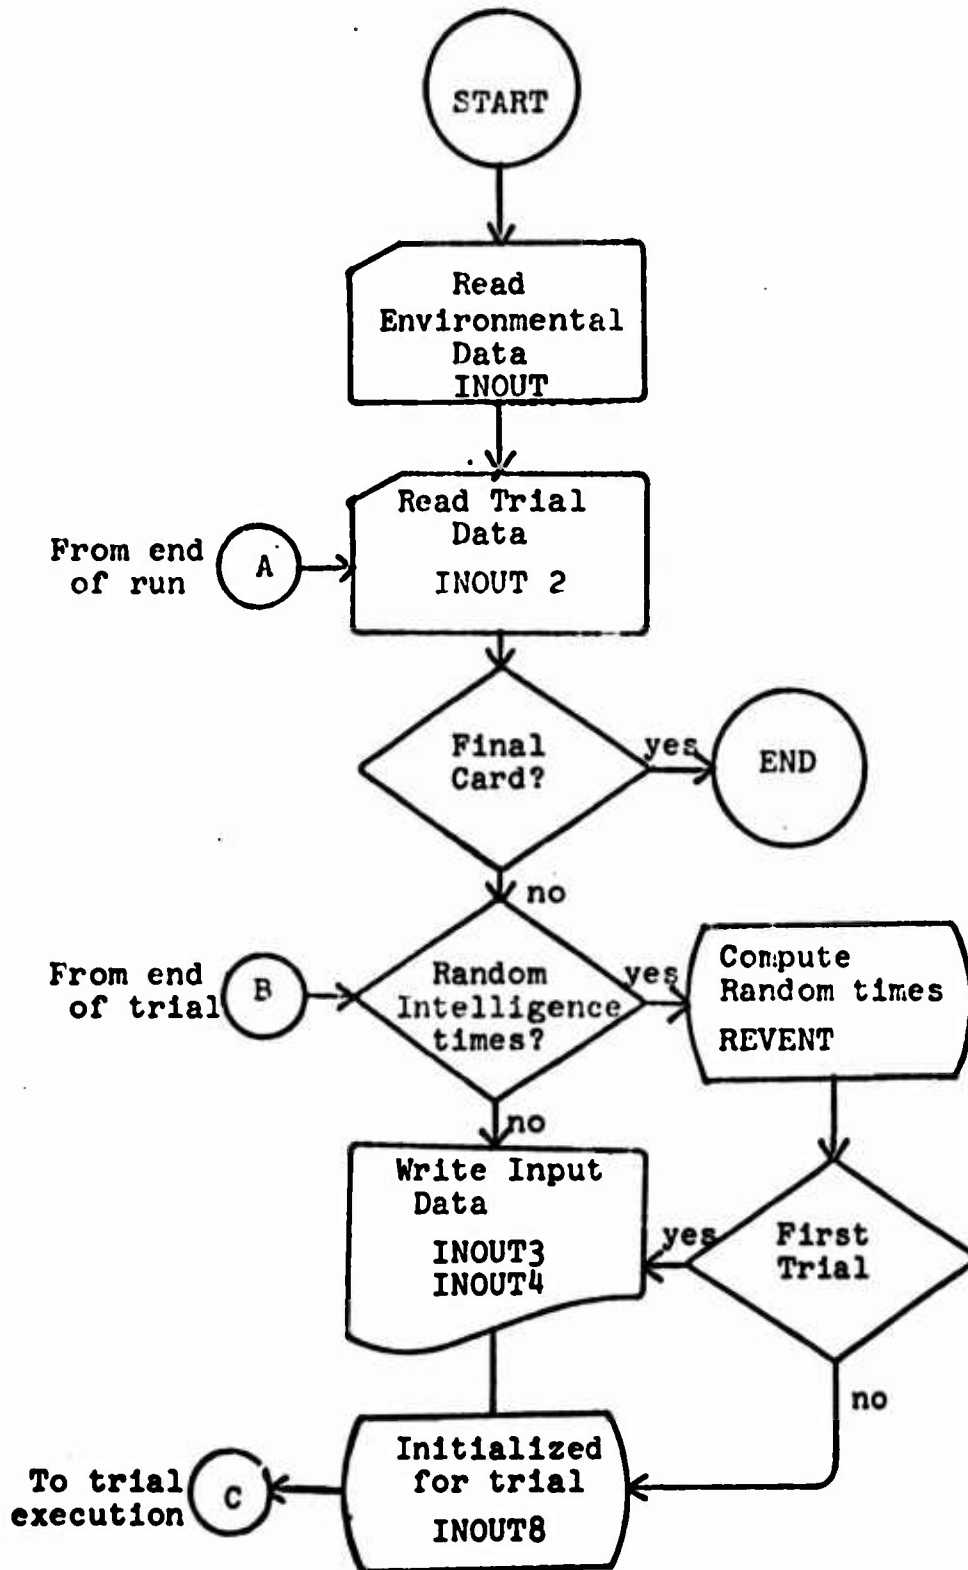 START
Read
Environmental
Data
INOUT
Read Trial
Data
INOUT 2
From end
of run
A
Final
Card?
yes
END
no
From end
of trial
B
Random
Intelligence
times?
yes
Compute
Random times
REVENT
no
Write Input
Data
INOUT3
INOUT4
yes
First
Trial
no
Initialized
for trial
INOUT8
C
To trial
execution